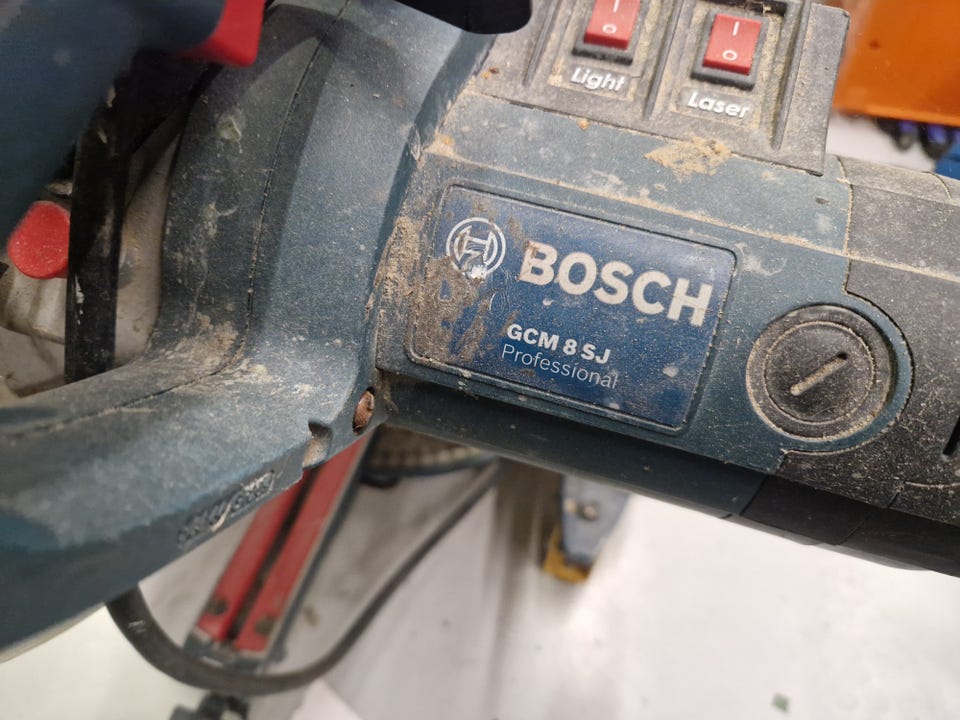 Light
Laser
BOSCH
GCM 8 SJ
Professional